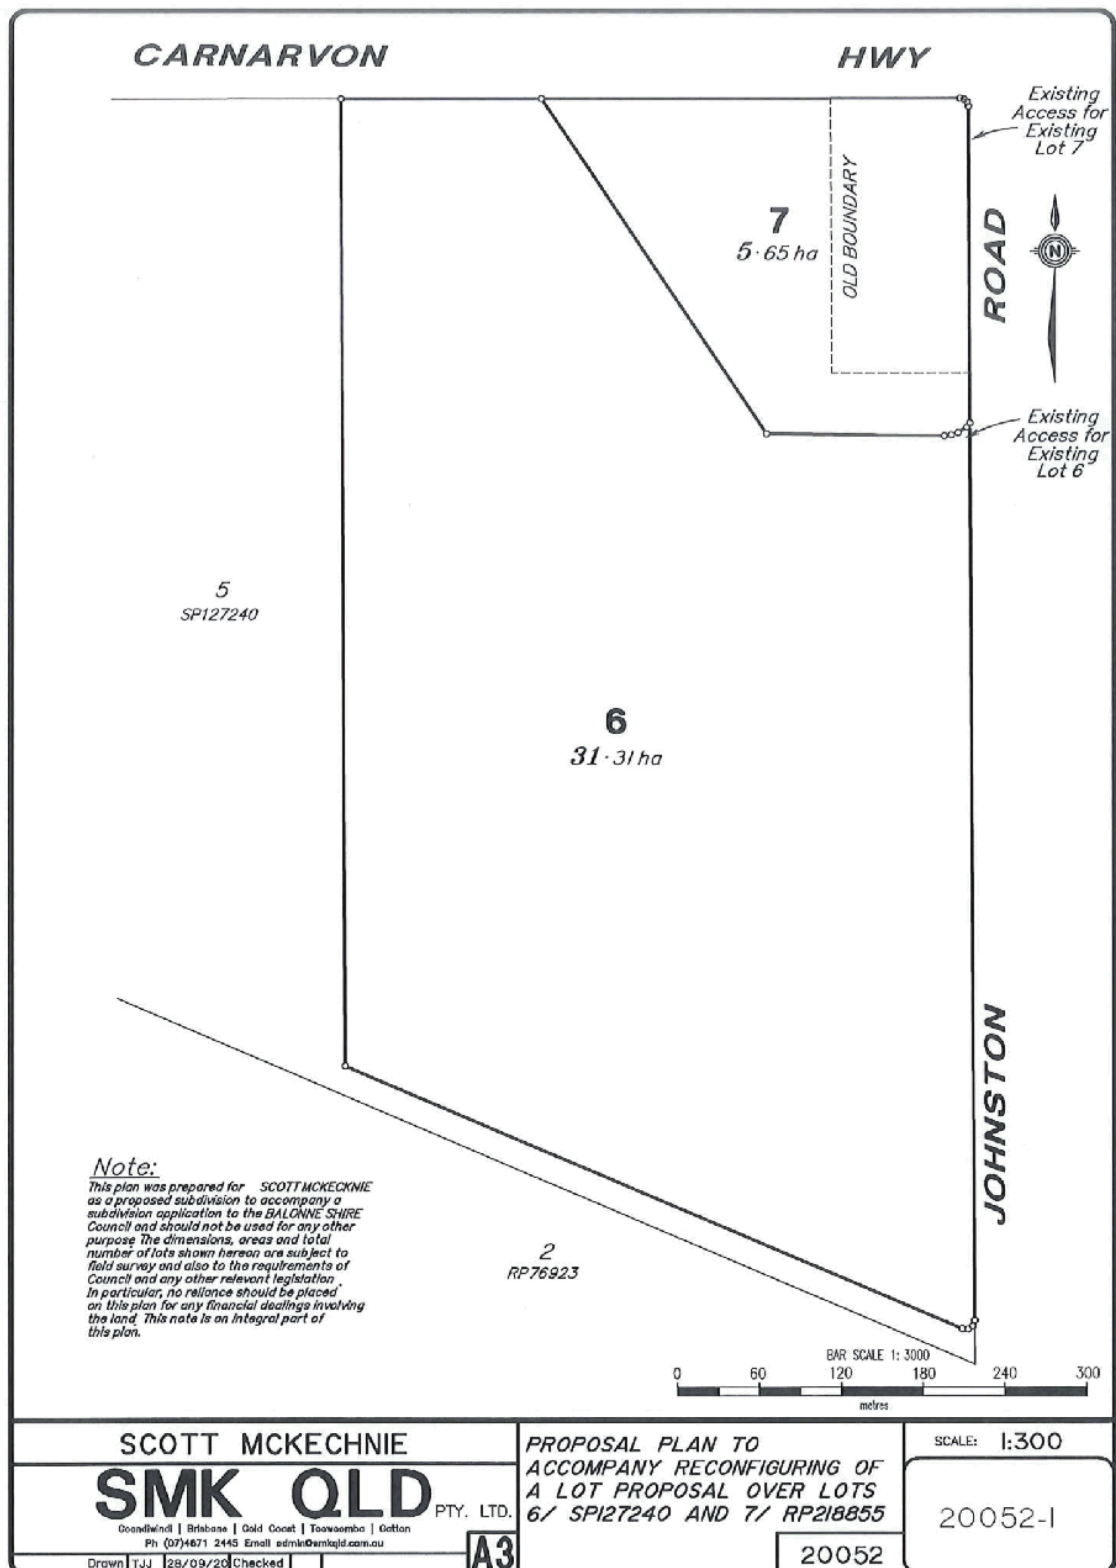 CARNARVON HWY
Existing
Access for
Existing
Lot 7
7
5·65 ha
OLD BOUNDARY
ROAD
N
Existing
Access for
Existing
Lot 6
5
SP127240
6
31·31 ha
JOHNSTON
Note:
This plan was prepared for SCOTT MCKECKNIE
as a proposed subdivision to accompany a
subdivision application to the BALONNE SHIRE
Council and should not be used for any other
purpose The dimensions, areas and total
number of lots shown hereon are subject to
field survey and also to the requirements of
Council and any other relevant legislation.
In particular, no reliance should be placed
on this plan for any financial dealings involving
the land. This note is an integral part of
this plan.
2
RP76923
BAR SCALE 1: 3000
0 60 120 180 240 300
metres
SCOTT MCKECHNIE
SMK QLD PTY. LTD.
Goondiwindi | Brisbane | Gold Coast | Toowoomba | Gatton
Ph (07)4671 2445 Email admin@smkqld.com.au
Drawn TJJ 28/09/20 Checked
A3
PROPOSAL PLAN TO
ACCOMPANY RECONFIGURING OF
A LOT PROPOSAL OVER LOTS
6/ SP127240 AND 7/ RP218855
20052
SCALE: 1:300
20052-1